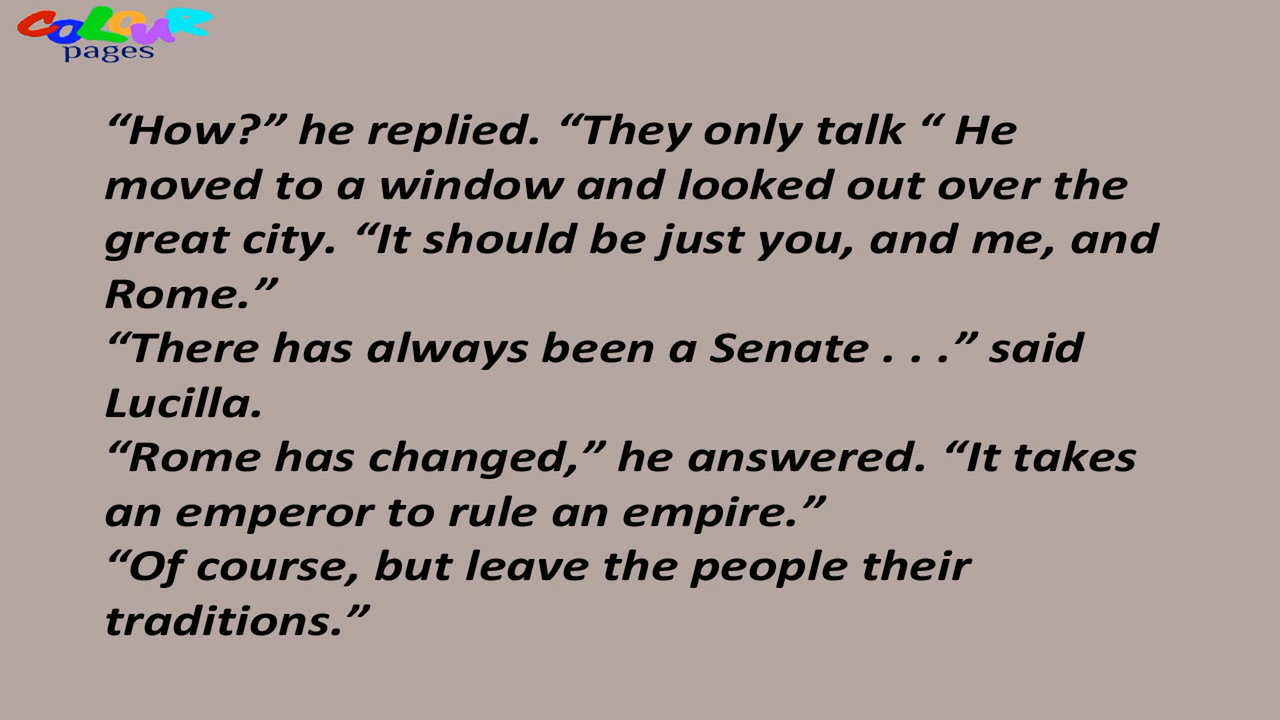 COLOUR
pages
“How?” he replied. “They only talk “ He
moved to a window and looked out over the
great city. “It should be just you, and me, and
Rome.”
“There has always been a Senate . . .” said
Lucilla.
“Rome has changed,” he answered. “It takes
an emperor to rule an empire.”
“Of course, but leave the people their
traditions.”